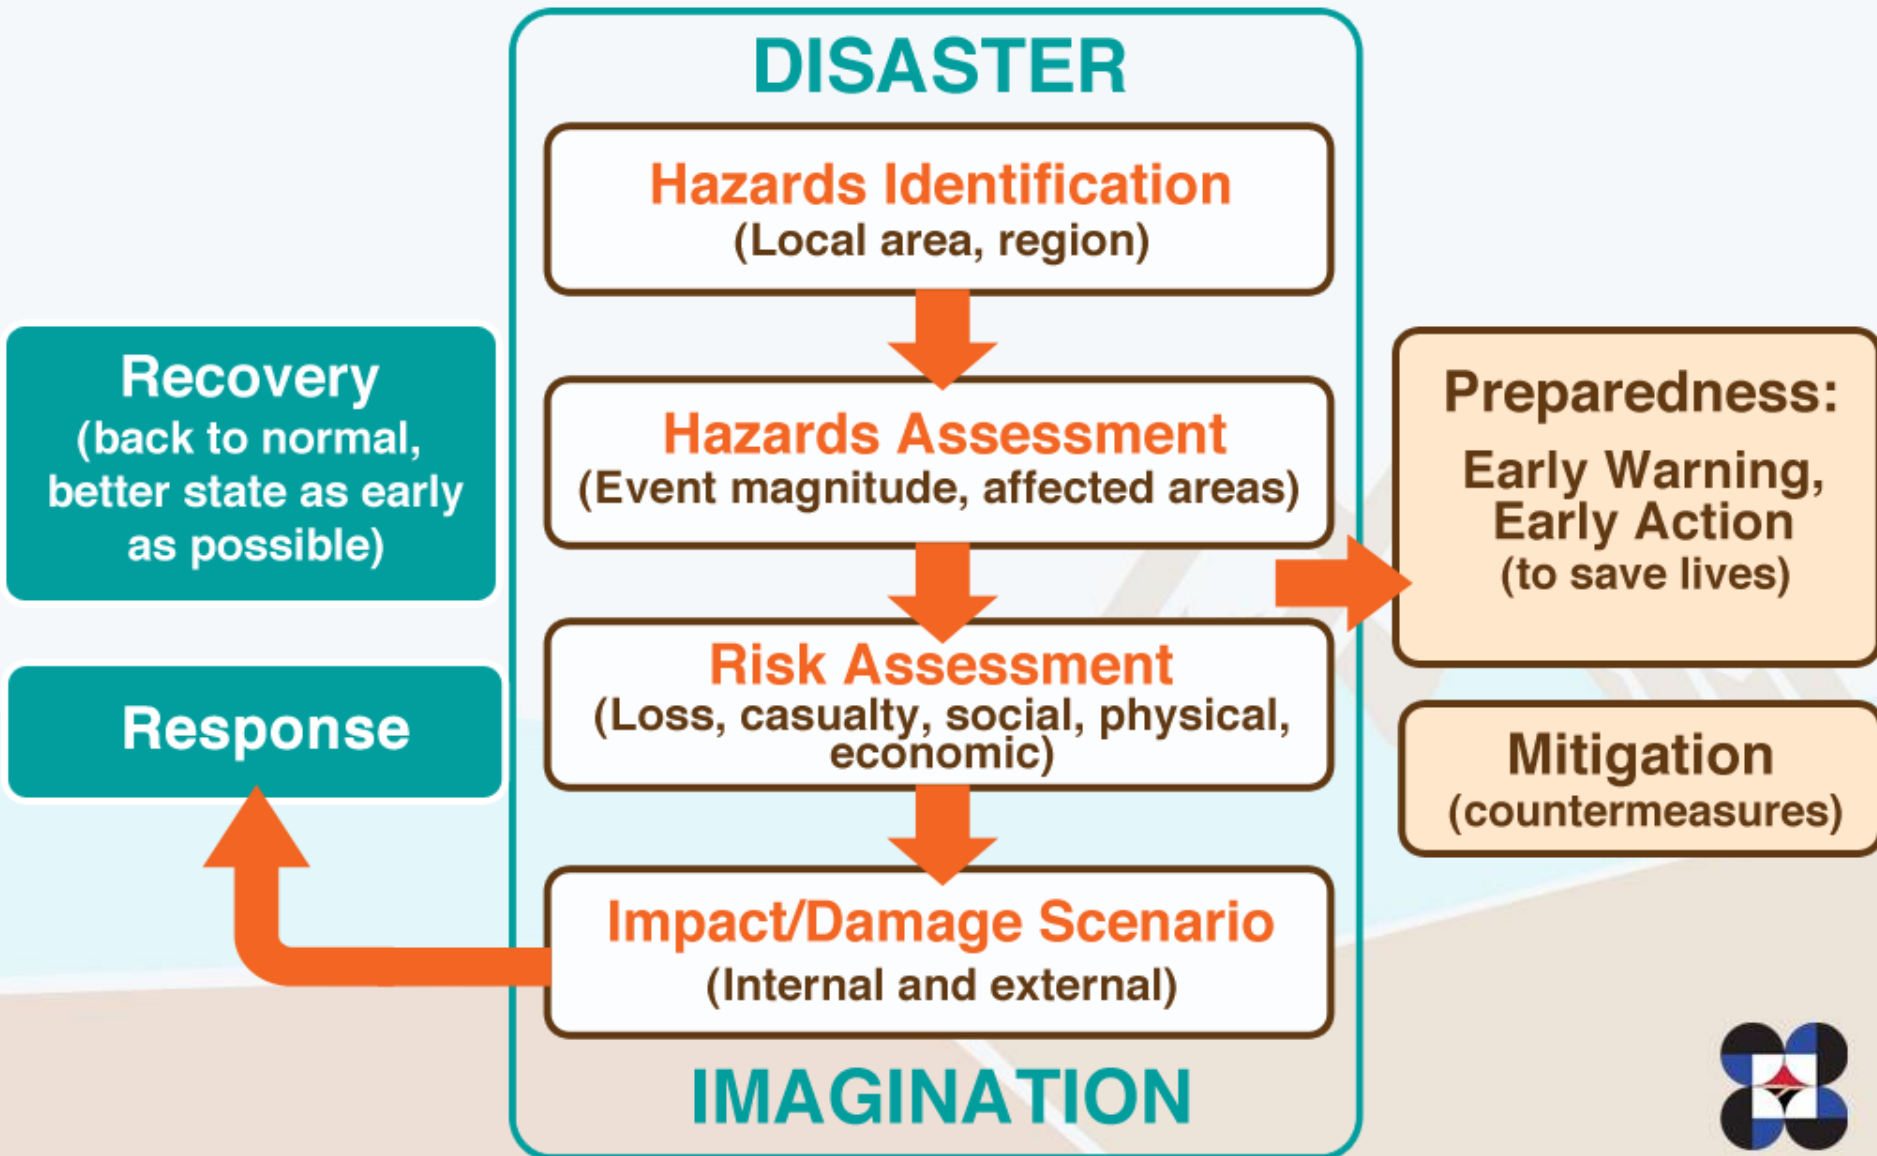 DISASTER
Hazards Identification
(Local area, region)
Hazards Assessment
(Event magnitude, affected areas)
Risk Assessment
(Loss, casualty, social, physical,
economic)
Impact/Damage Scenario
(Internal and external)
IMAGINATION
Recovery
(back to normal,
better state as early
as possible)
Response
Preparedness:
Early Warning,
Early Action
(to save lives)
Mitigation
(countermeasures)